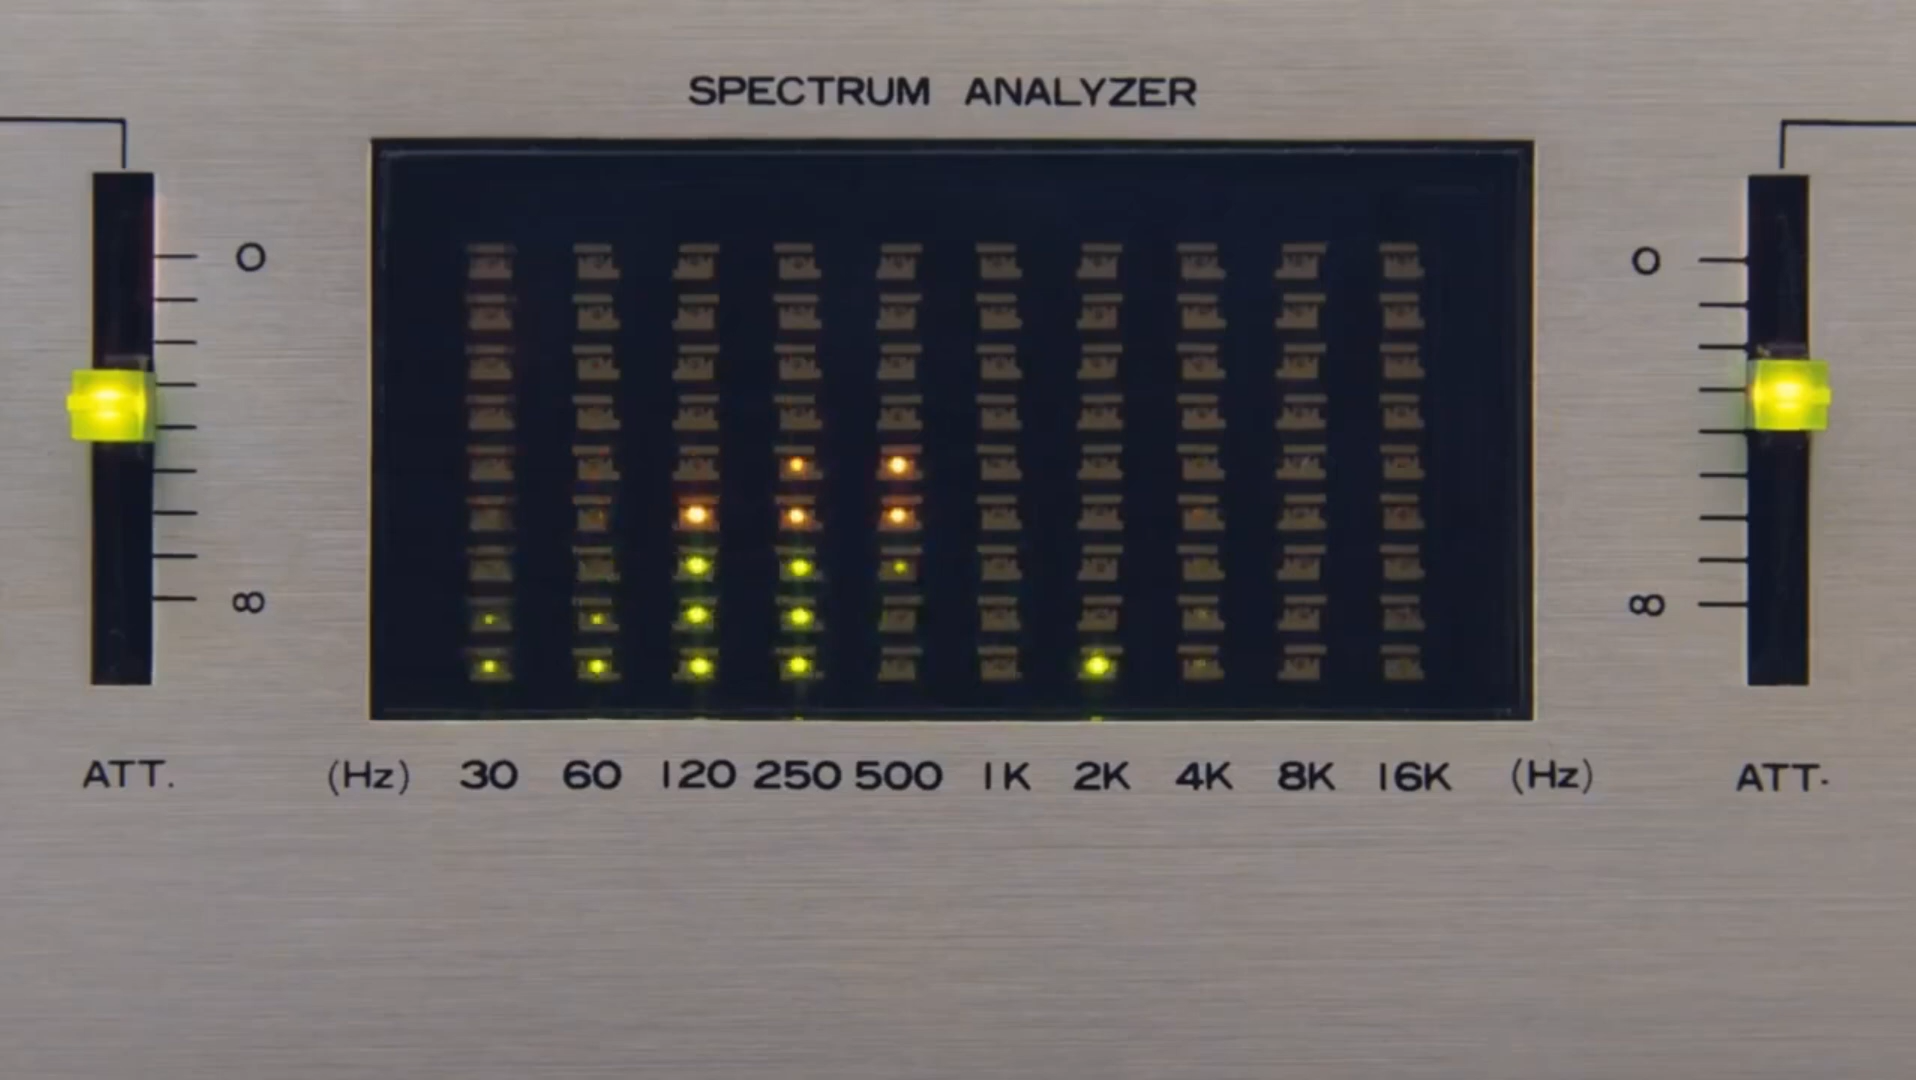 SPECTRUM ANALYZER
O O
∞ ∞
ATT. (Hz) 30 60 120 250 500 1K 2K 4K 8K 16K (Hz) ATT.